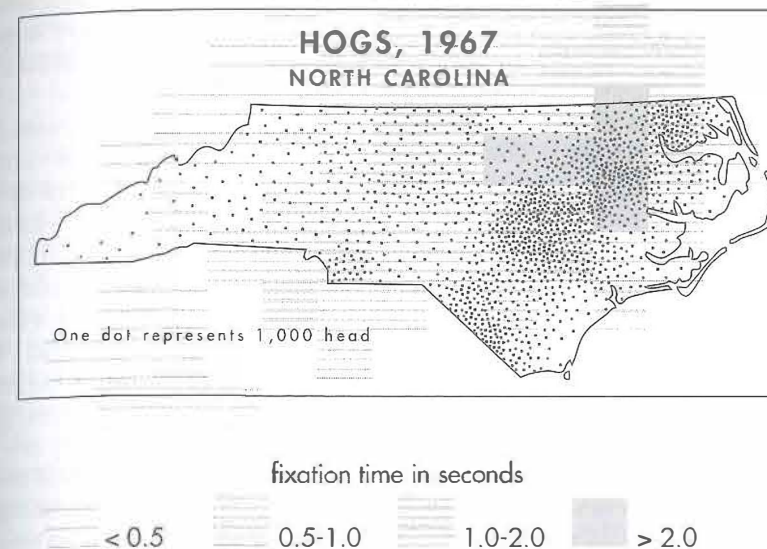 HOGS, 1967
NORTH CAROLINA
One dot represents 1,000 head
fixation time in seconds
< 0.5 0.5-1.0 1.0-2.0 > 2.0